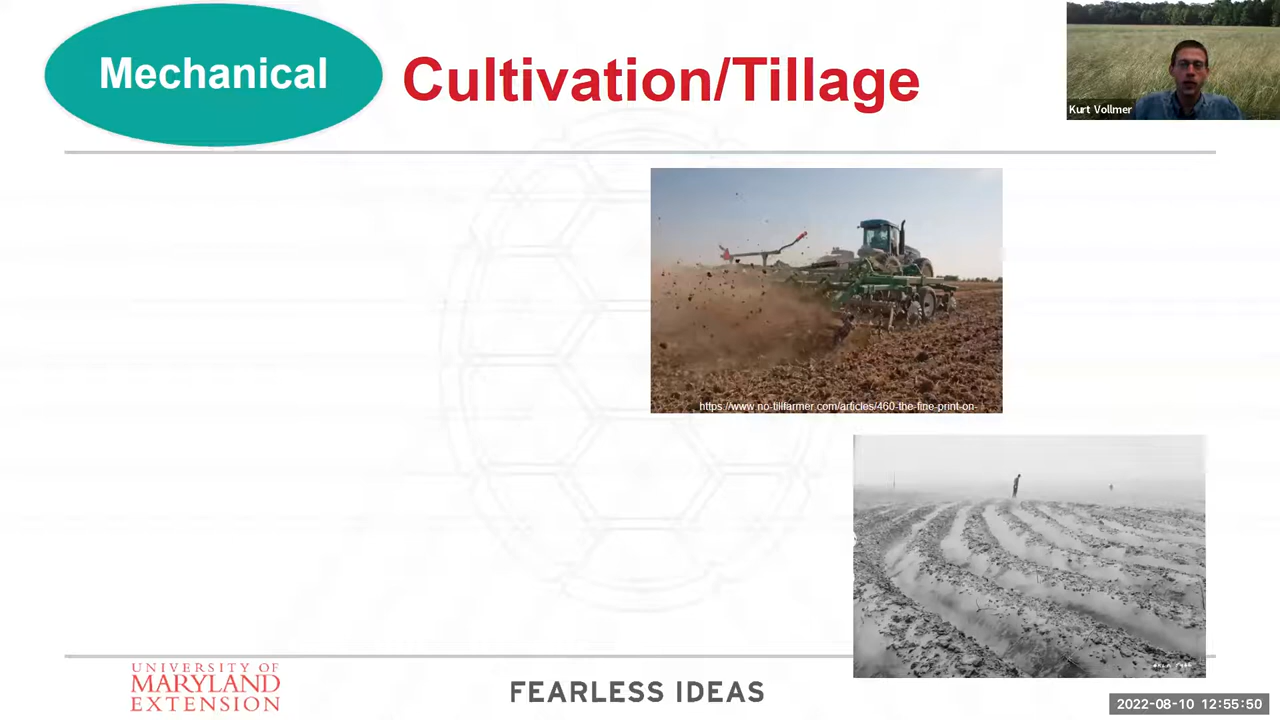 Mechanical
Cultivation/Tillage
Kurt Vollmer
https://www.no-tillfarmer.com/articles/460-the-fine-print-on-
UNIVERSITY OF
MARYLAND
EXTENSION
FEARLESS IDEAS
2022-08-10 12:55:50